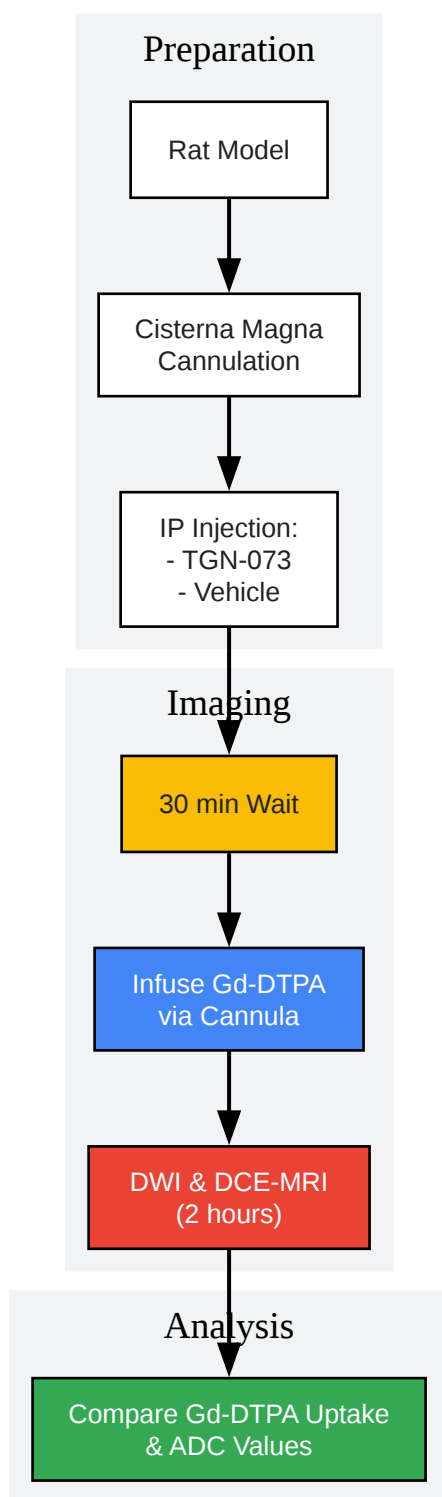 Preparation
Rat Model
Cisterna Magna
Cannulation
IP Injection:
- TGN-073
- Vehicle
Imaging
30 min Wait
Infuse Gd-DTPA
via Cannula
DWI & DCE-MRI
(2 hours)
Analysis
Compare Gd-DTPA Uptake
& ADC Values